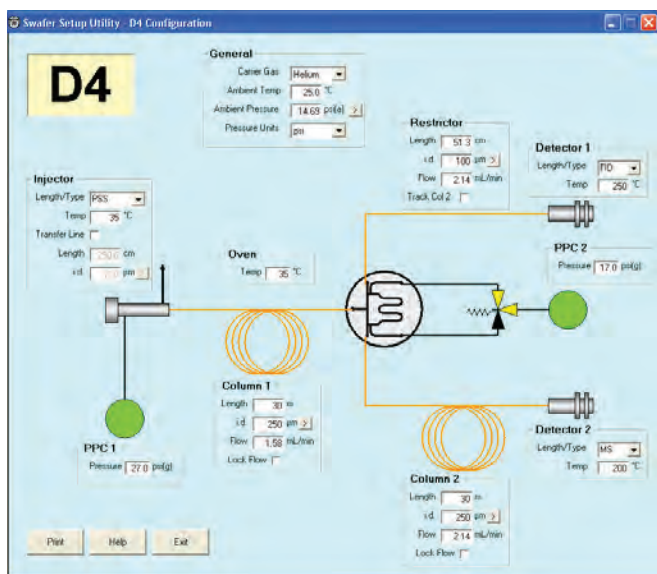 Swafer Setup Utility - D4 Configuration
D4
General
Carrier Gas Helium
Ambient Temp 25.0 °C
Ambient Pressure 14.69 psi(a) >
Pressure Units psi
Injector
Length/Type PSS
Temp 35 °C
Transfer Line
Length 250.0 cm
i.d. µm >
Oven
Temp 35 °C
Restrictor
Length 51.3 cm
i.d. 100 µm >
Flow 2.14 mL/min
Track Col 2
Detector 1
Length/Type FID
Temp 250 °C
PPC 2
Pressure 17.0 psi(g)
Column 1
Length 30 m
i.d. 250 µm >
Flow 1.58 mL/min
Lock Flow
PPC 1
Pressure 27.0 psi(g)
Detector 2
Length/Type MS
Temp 200 °C
Column 2
Length 30 m
i.d. 250 µm >
Flow 2.14 mL/min
Lock Flow
Print Help Exit